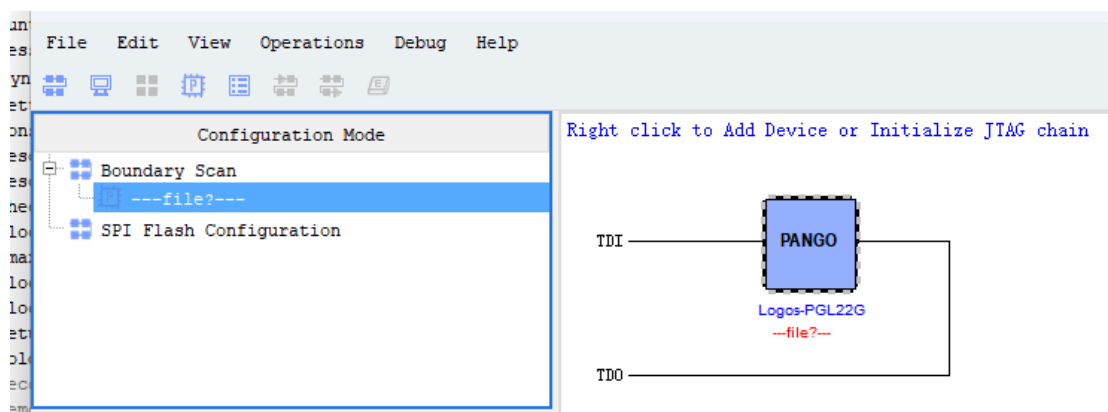 File Edit View Operations Debug Help
Configuration Mode
Boundary Scan
---file?---
SPI Flash Configuration
Right click to Add Device or Initialize JTAG chain
TDI
PANGO
Logos-PGL22G
---file?---
TDO